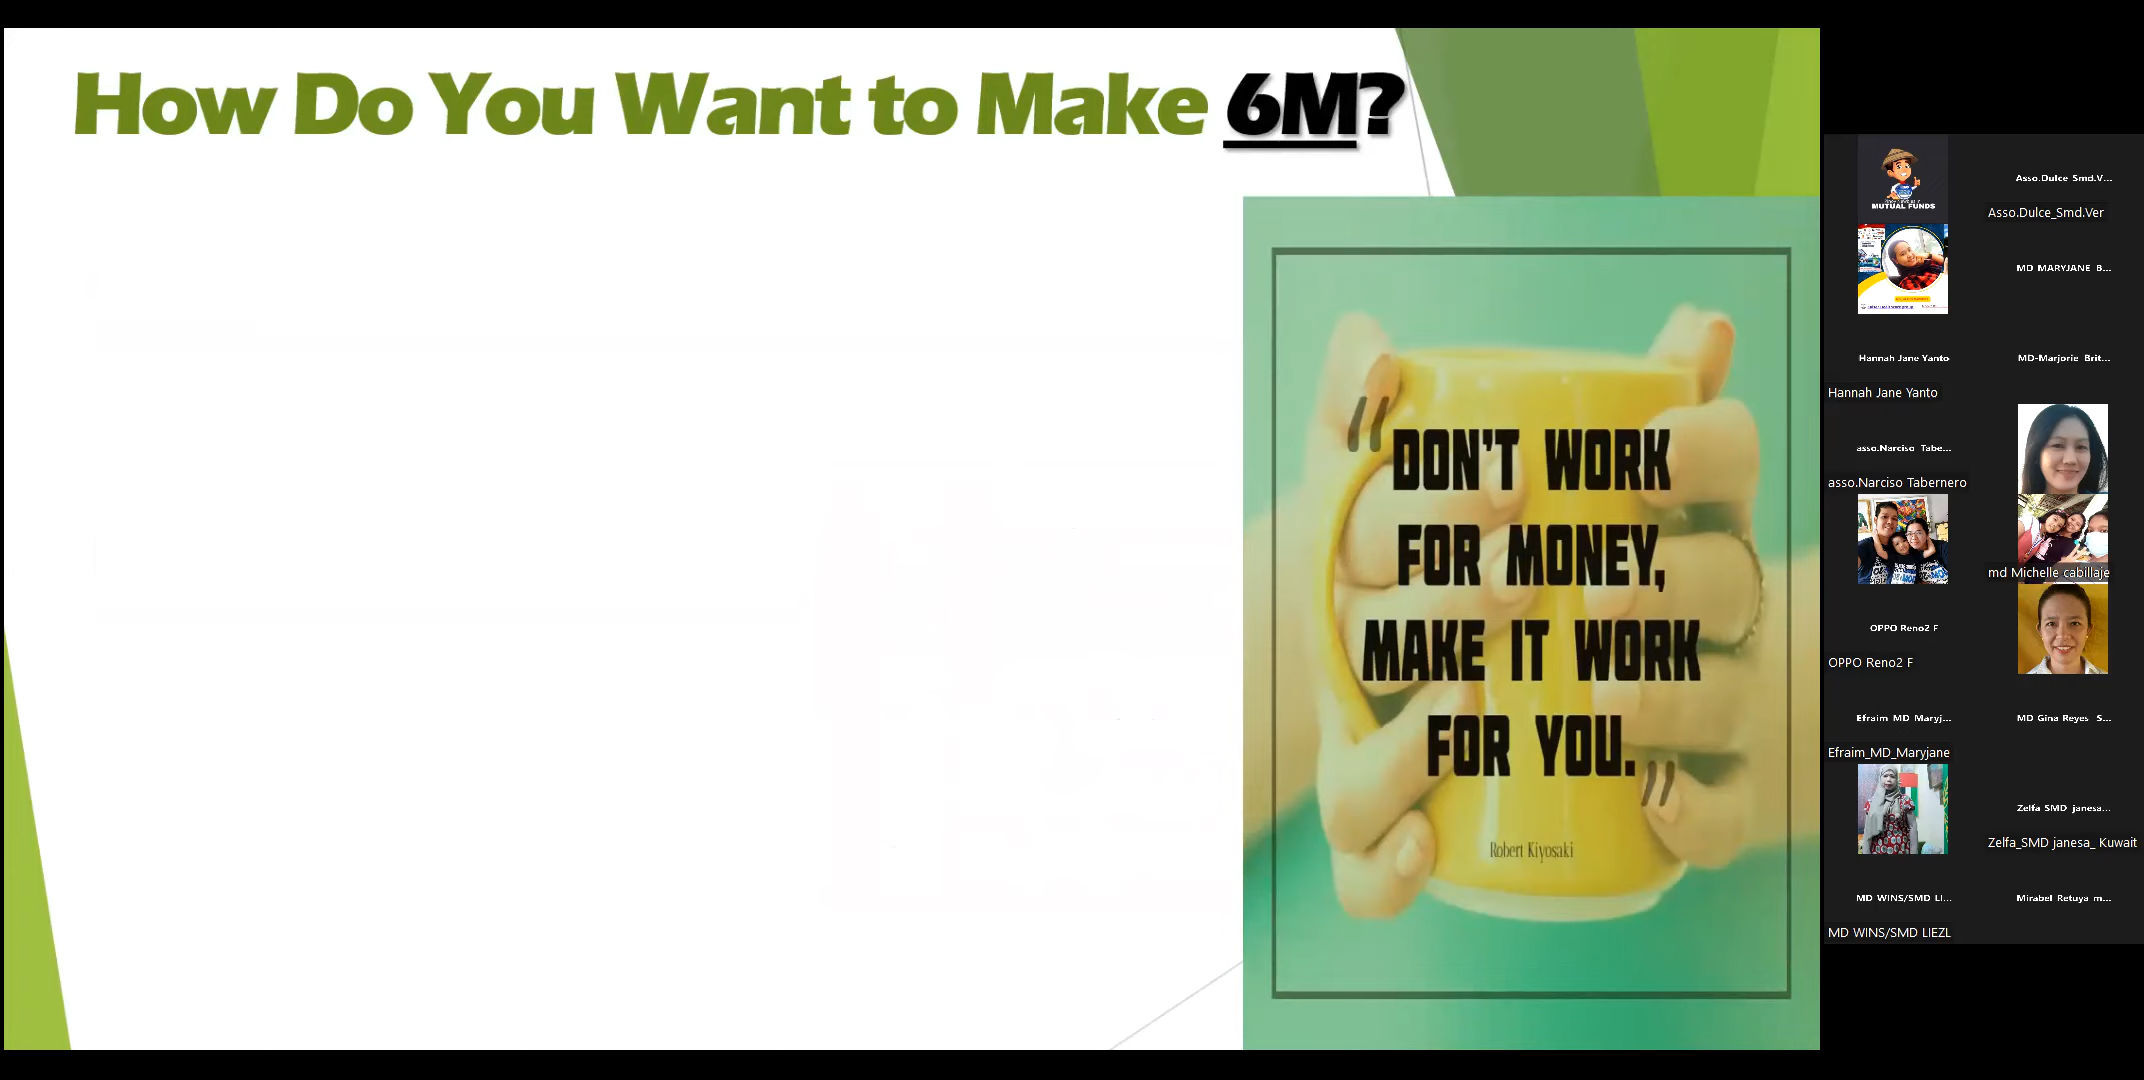 How Do You Want to Make 6M?
"DON'T WORK
FOR MONEY,
MAKE IT WORK
FOR YOU."
Robert Kiyosaki
MUTUAL FUNDS
Asso.Dulce Smd.V...
Asso.Dulce_Smd.Ver
MD MARYJANE B...
Hannah Jane Yanto
Hannah Jane Yanto
MD-Marjorie Brit...
asso.Narciso Tabe...
asso.Narciso Tabernero
md Michelle cabillaje
OPPO Reno2 F
OPPO Reno2 F
Efraim MD Maryj...
Efraim_MD_Maryjane
MD Gina Reyes S...
Zelfa SMD janesa...
Zelfa_SMD janesa_ Kuwait
MD WINS/SMD LI...
MD WINS/SMD LIEZL
Mirabel Retuya m...